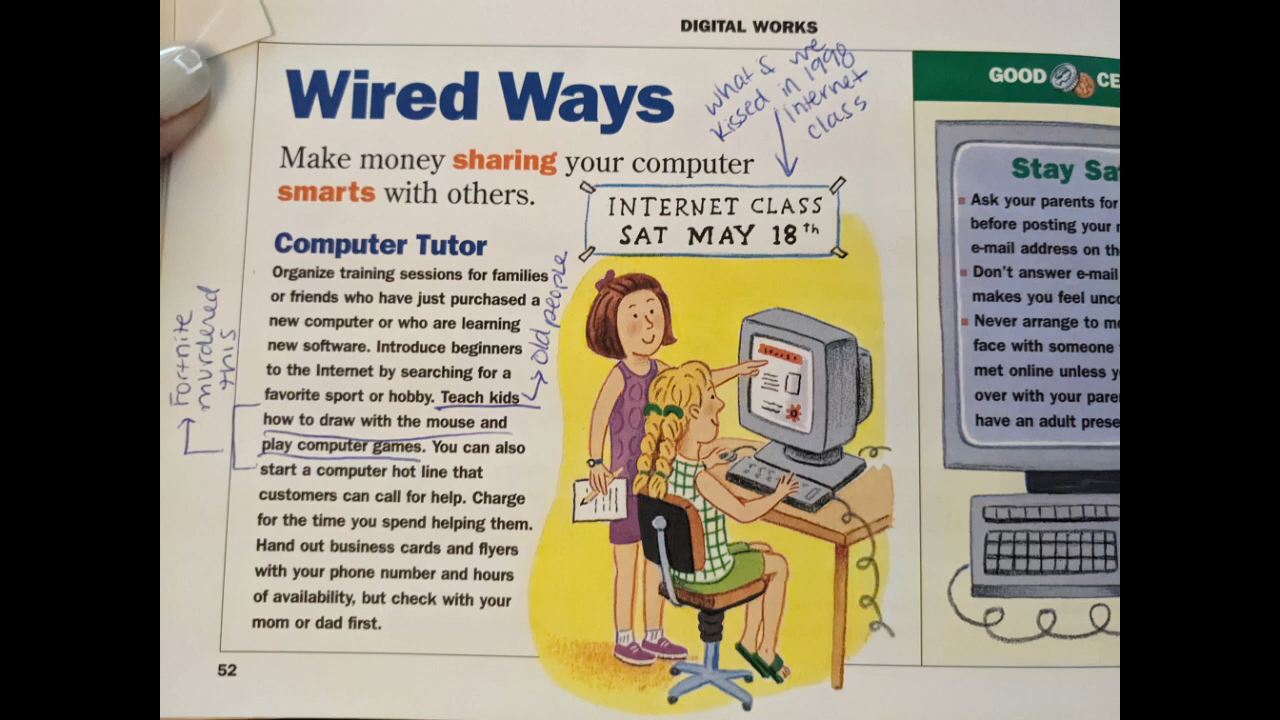 DIGITAL WORKS
Wired Ways
Make money sharing your computer
smarts with others.
Computer Tutor
Organize training sessions for families
or friends who have just purchased a
new computer or who are learning
new software. Introduce beginners
to the Internet by searching for a
favorite sport or hobby. Teach kids
how to draw with the mouse and
play computer games. You can also
start a computer hot line that
customers can call for help. Charge
for the time you spend helping them.
Hand out business cards and flyers
with your phone number and hours
of availability, but check with your
mom or dad first.
52
Fortnite
murdered
this
old people
what if we
kissed in 1998
internet
class
INTERNET CLASS
SAT MAY 18th
GOOD CE
Stay Sa
Ask your parents for
before posting your
e-mail address on th
Don't answer e-mail
makes you feel unc
Never arrange to m
face with someone
met online unless y
over with your pare
have an adult prese